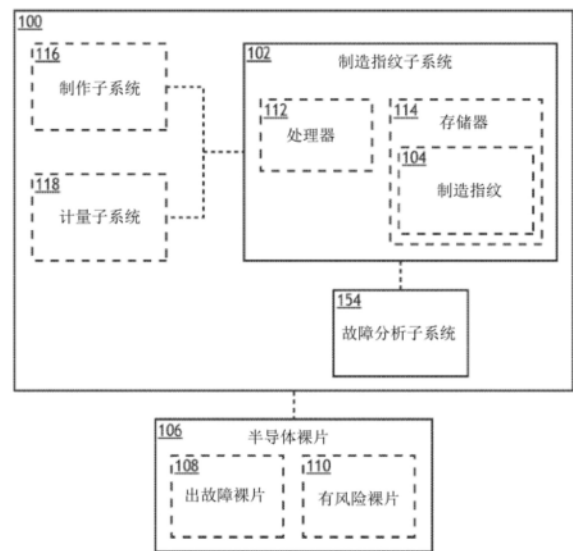 100
116
制作子系统
118
计量子系统
102
制造指纹子系统
112
处理器
114
存储器
104
制造指纹
154
故障分析子系统
106
半导体裸片
108
出故障裸片
110
有风险裸片